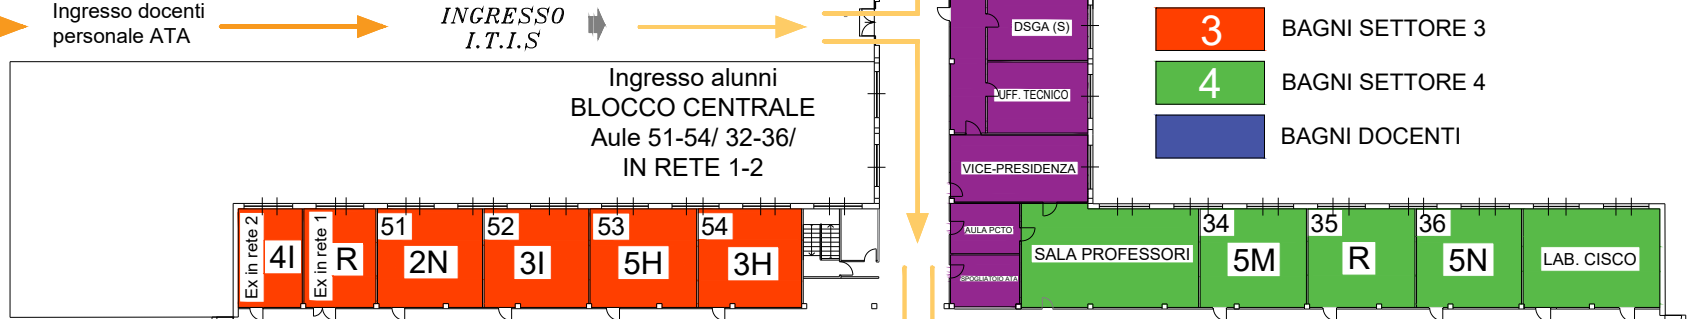 Ingresso docenti
personale ATA
INGRESSO
I.T.I.S
Ingresso alunni
BLOCCO CENTRALE
Aule 51-54/ 32-36/
IN RETE 1-2
DSGA (S)
UFF. TECNICO
VICE-PRESIDENZA
AULA PCTO
SPOGLIATOIO ATA
3
BAGNI SETTORE 3
4
BAGNI SETTORE 4
BAGNI DOCENTI
Ex in rete 2
4I
Ex in rete 1
R
51
2N
52
3I
53
5H
54
3H
SALA PROFESSORI
34
5M
35
R
36
5N
LAB. CISCO